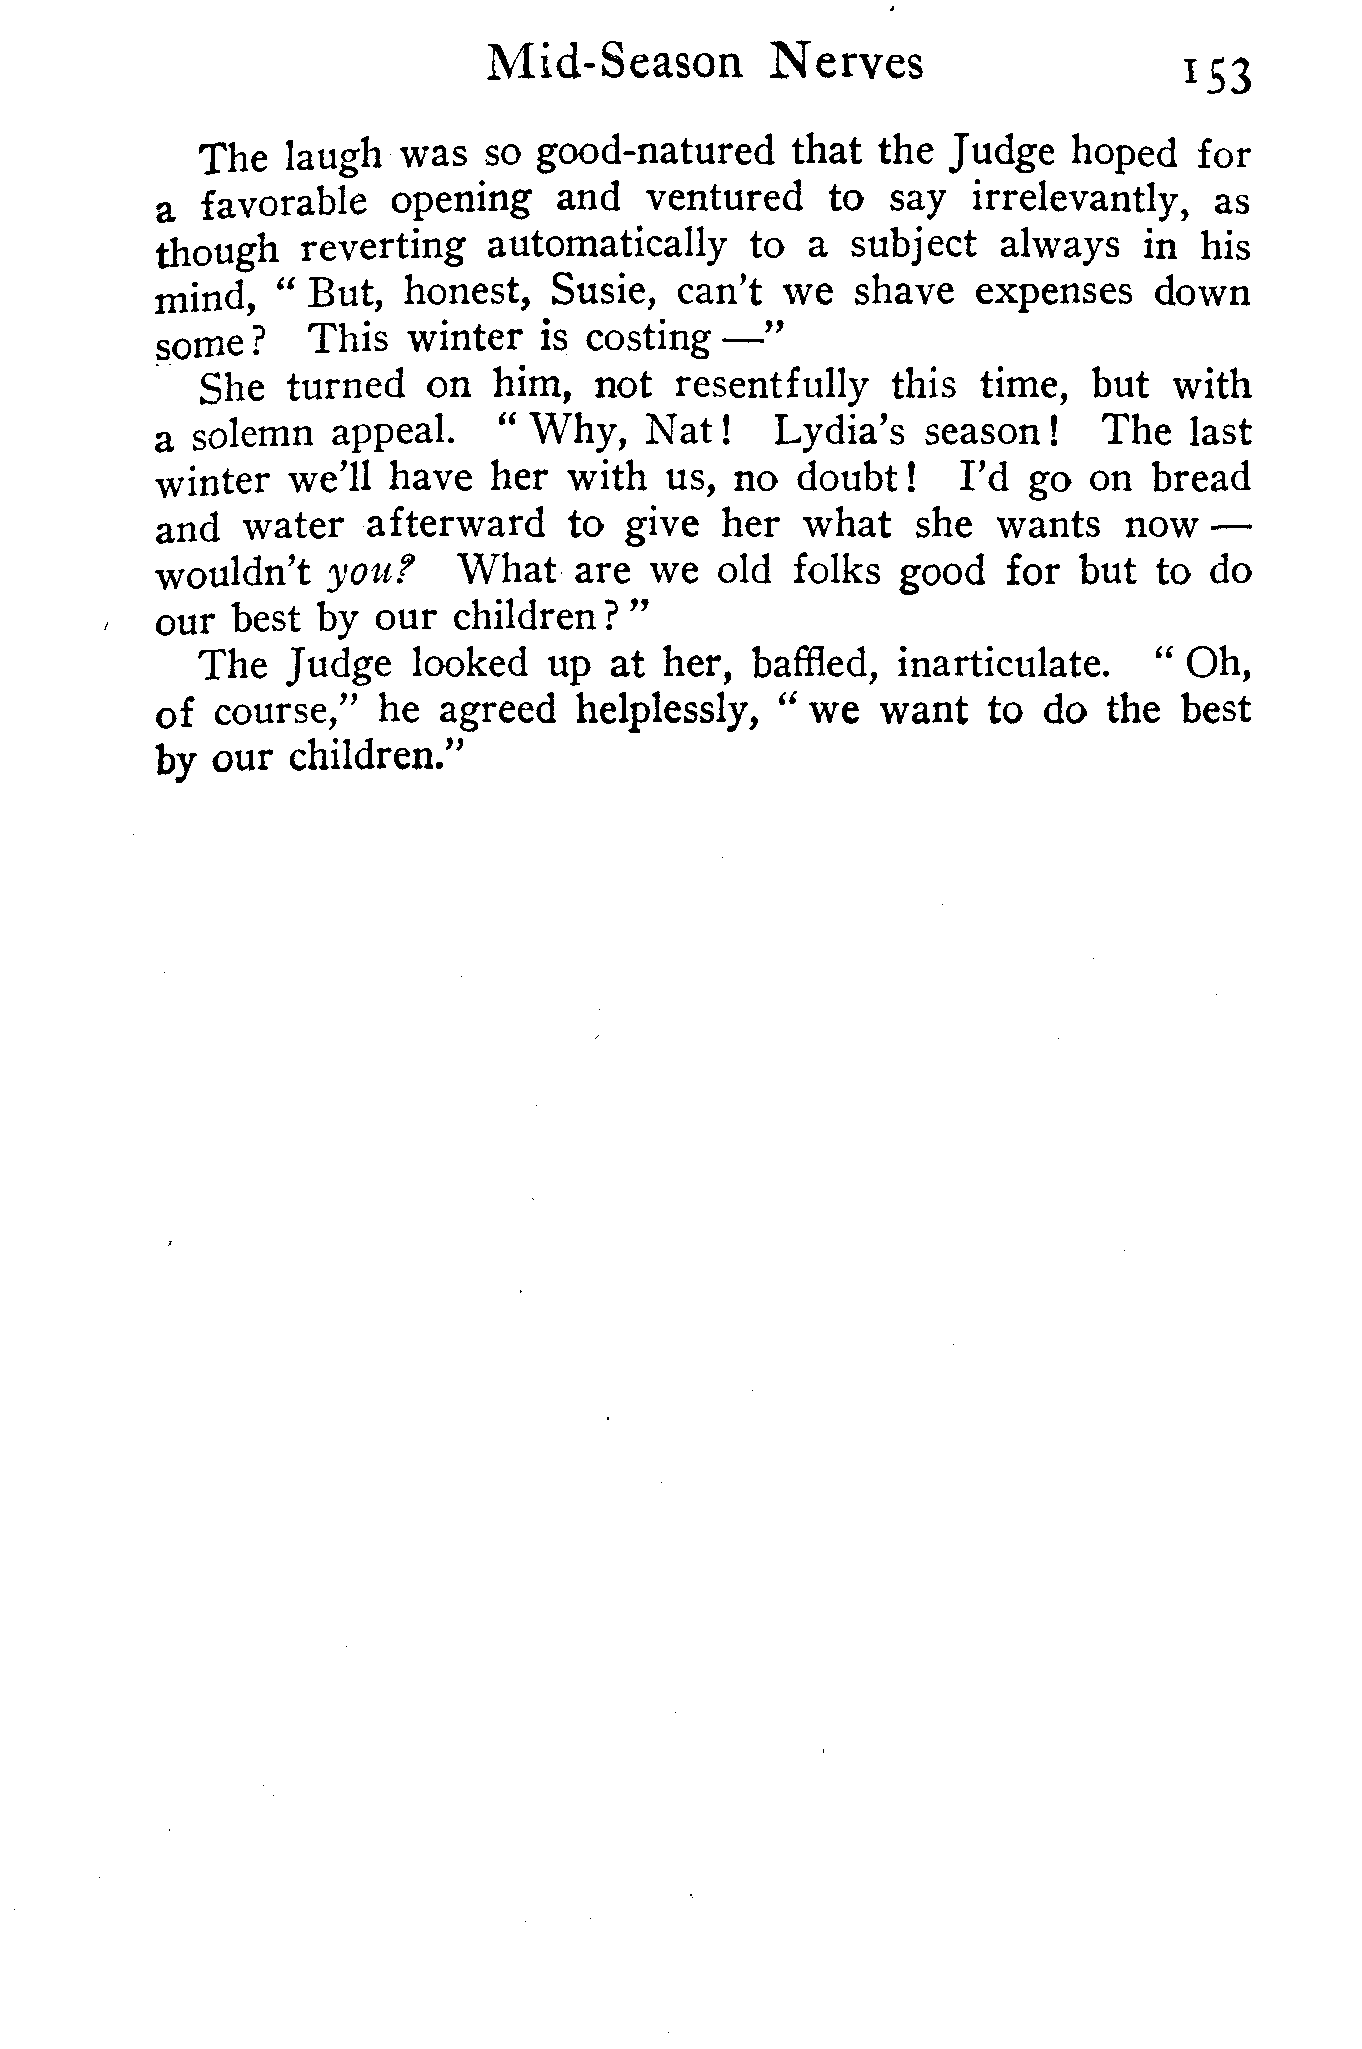 Mid-Season Nerves 153
The laugh was so good-natured that the Judge hoped for
a favorable opening and ventured to say irrelevantly, as
though reverting automatically to a subject always in his
mind, “ But, honest, Susie, can't we shave expenses down
some? This winter is costing —”
She turned on him, not resentfully this time, but with
a solemn appeal. “ Why, Nat! Lydia's season! The last
winter we'll have her with us, no doubt! I'd go on bread
and water afterward to give her what she wants now —
wouldn't you? What are we old folks good for but to do
our best by our children? ”
The Judge looked up at her, baffled, inarticulate. “ Oh,
of course,” he agreed helplessly, “ we want to do the best
by our children.”